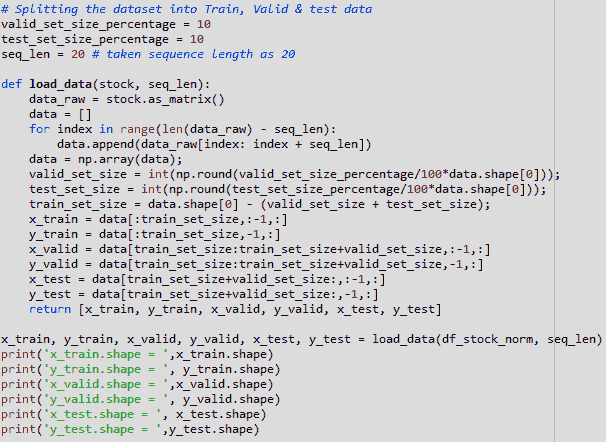 # Splitting the dataset into Train, Valid & test data
valid_set_size_percentage = 10
test_set_size_percentage = 10
seq_len = 20 # taken sequence length as 20

def load_data(stock, seq_len):
    data_raw = stock.as_matrix()
    data = []
    for index in range(len(data_raw) - seq_len):
        data.append(data_raw[index: index + seq_len])
    data = np.array(data);
    valid_set_size = int(np.round(valid_set_size_percentage/100*data.shape[0]));
    test_set_size = int(np.round(test_set_size_percentage/100*data.shape[0]));
    train_set_size = data.shape[0] - (valid_set_size + test_set_size);
    x_train = data[:train_set_size,:-1,:]
    y_train = data[:train_set_size,-1,:]
    x_valid = data[train_set_size:train_set_size+valid_set_size,:-1,:]
    y_valid = data[train_set_size:train_set_size+valid_set_size,-1,:]
    x_test = data[train_set_size+valid_set_size:,:-1,:]
    y_test = data[train_set_size+valid_set_size:,-1,:]
    return [x_train, y_train, x_valid, y_valid, x_test, y_test]

x_train, y_train, x_valid, y_valid, x_test, y_test = load_data(df_stock_norm, seq_len)
print('x_train.shape = ',x_train.shape)
print('y_train.shape = ', y_train.shape)
print('x_valid.shape = ',x_valid.shape)
print('y_valid.shape = ', y_valid.shape)
print('x_test.shape = ', x_test.shape)
print('y_test.shape = ',y_test.shape)